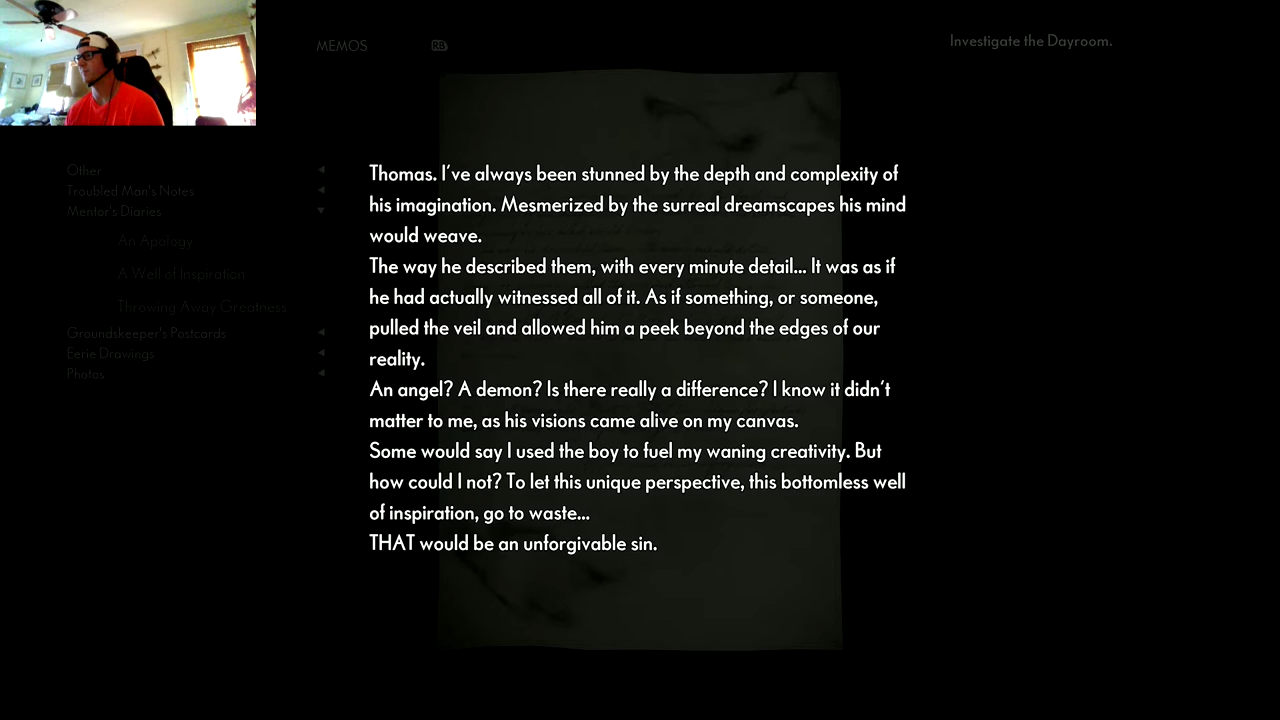 MEMOS
RB
Investigate the Dayroom.
Other
Troubled Man's Notes
Mentor's Diaries
An Apology
A Well of Inspiration
Throwing Away Greatness
Groundskeeper's Postcards
Eerie Drawings
Photos
Thomas. I've always been stunned by the depth and complexity of
his imagination. Mesmerized by the surreal dreamscapes his mind
would weave.
The way he described them, with every minute detail... It was as if
he had actually witnessed all of it. As if something, or someone,
pulled the veil and allowed him a peek beyond the edges of our
reality.
An angel? A demon? Is there really a difference? I know it didn't
matter to me, as his visions came alive on my canvas.
Some would say I used the boy to fuel my waning creativity. But
how could I not? To let this unique perspective, this bottomless well
of inspiration, go to waste...
THAT would be an unforgivable sin.